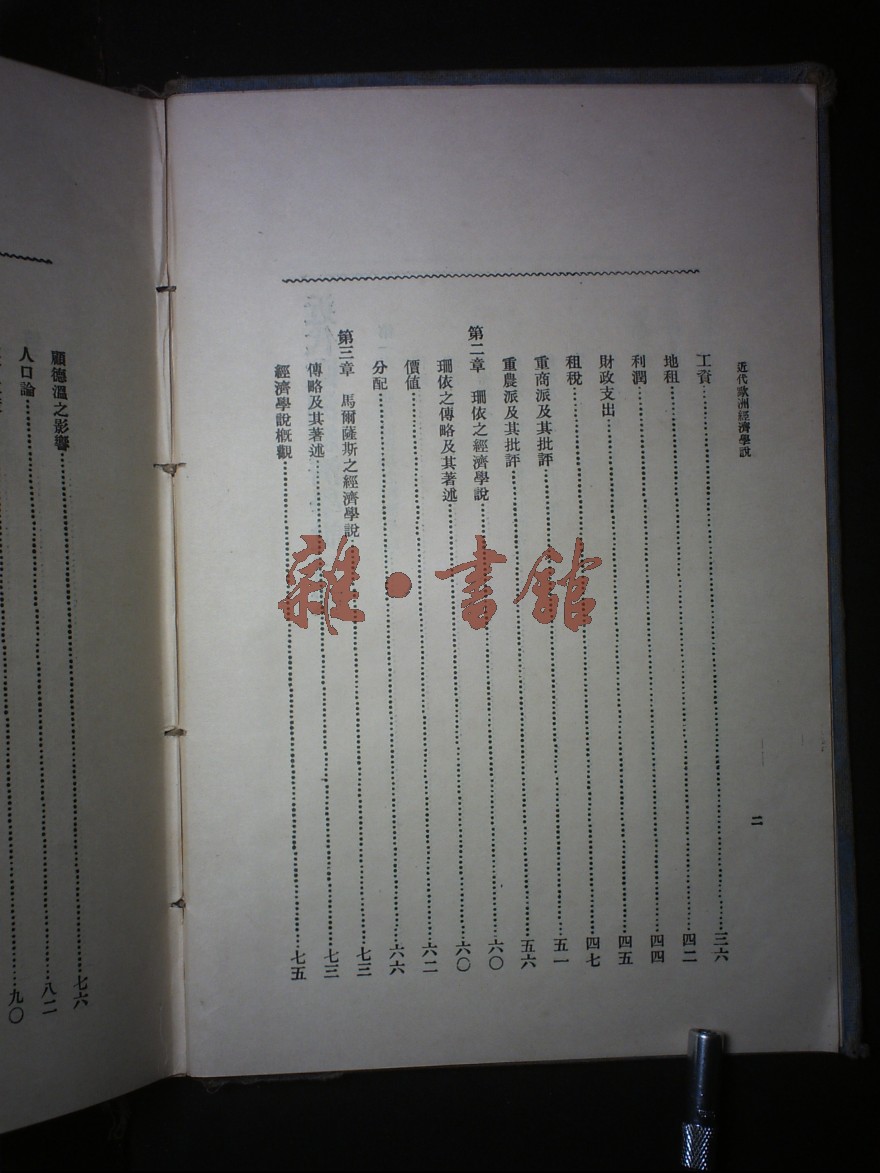 近代歐洲經濟學說
二
工資 三六
地租 四二
利潤 四四
財政支出 四五
租稅 四七
重商派及其批評 五一
重農派及其批評 五六
第二章 珊依之經濟學說 六〇
珊依之傳略及其著述 六〇
價值 六二
分配 六六
第三章 馬爾薩斯之經濟學說 七三
傳略及其著述 七三
經濟學說概觀 七五
顧德溫之影響 七六
人口論 八二
九〇
雜·書館